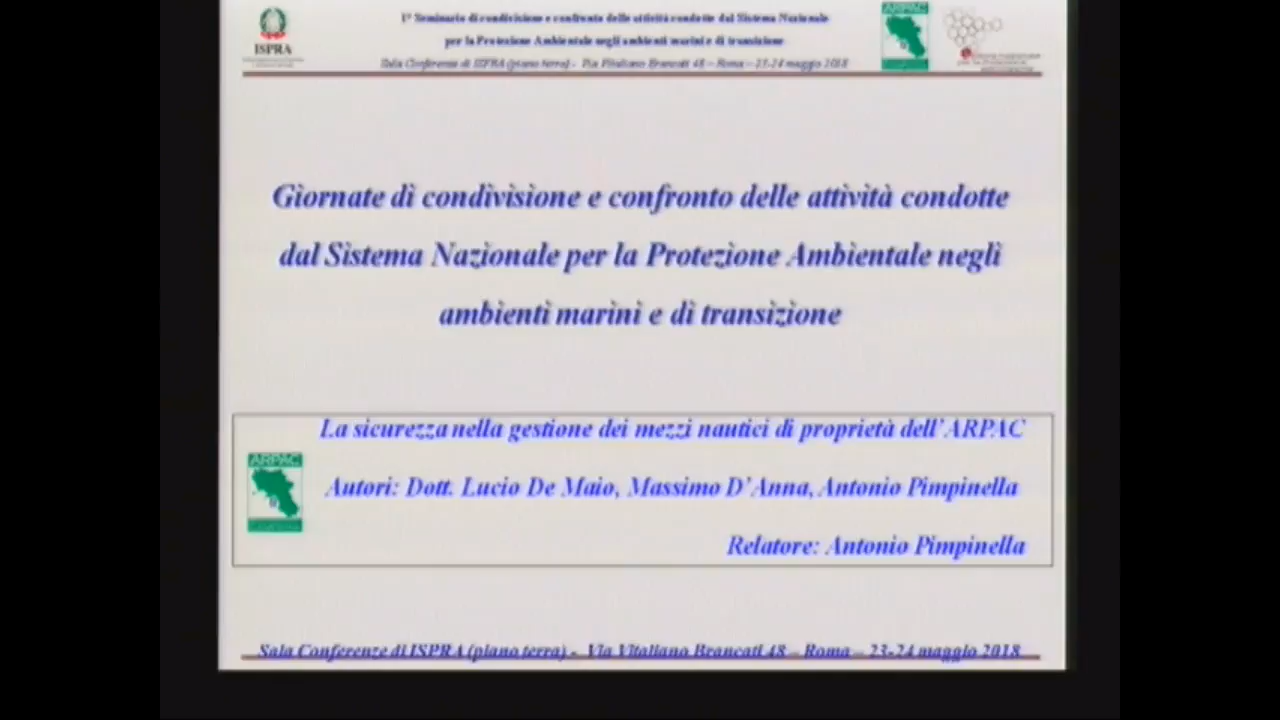 1° Seminario di condivisione e confronto delle attività condotte dal Sistema Nazionale
per la Protezione Ambientale negli ambienti marini e di transizione
Sala Conferenze di ISPRA (piano terra) - Via Vitaliano Brancati 48 – Roma – 23-24 maggio 2018
ISPRA
ARPAC
Giornate di condivisione e confronto delle attività condotte
dal Sistema Nazionale per la Protezione Ambientale negli
ambienti marini e di transizione
La sicurezza nella gestione dei mezzi nautici di proprietà dell'ARPAC
ARPAC
Autori: Dott. Lucio De Maio, Massimo D'Anna, Antonio Pimpinella
Relatore: Antonio Pimpinella
Sala Conferenze di ISPRA (piano terra) - Via Vitaliano Brancati 48 – Roma – 23-24 maggio 2018